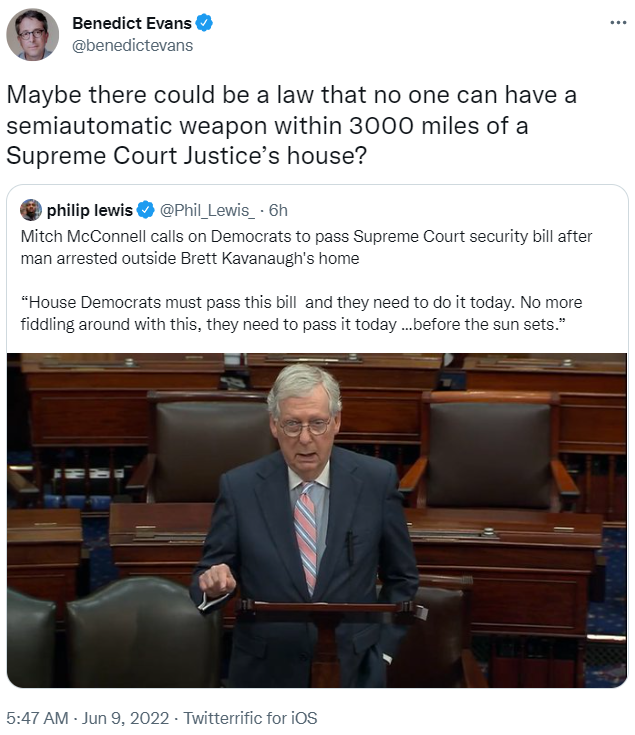 Benedict Evans
@benedictevans
Maybe there could be a law that no one can have a
semiautomatic weapon within 3000 miles of a
Supreme Court Justice’s house?
philip lewis @Phil_Lewis_ · 6h
Mitch McConnell calls on Democrats to pass Supreme Court security bill after
man arrested outside Brett Kavanaugh's home
“House Democrats must pass this bill  and they need to do it today. No more
fiddling around with this, they need to pass it today ...before the sun sets.”
5:47 AM · Jun 9, 2022 · Twitterrific for iOS